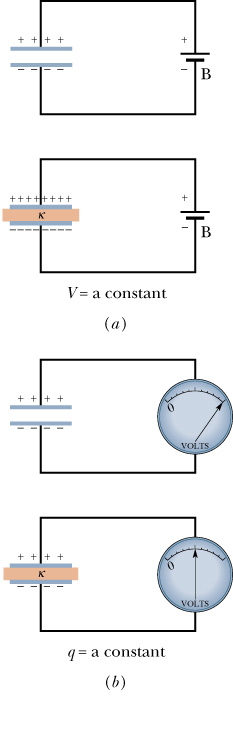 + + + +
+
– – – –
–
B
+ + + + + + + +
+
κ
– – – – – – – –
–
B
V = a constant
(a)
+ + + +
0
– – – –
VOLTS
+ + + +
0
κ
– – – –
VOLTS
q = a constant
(b)